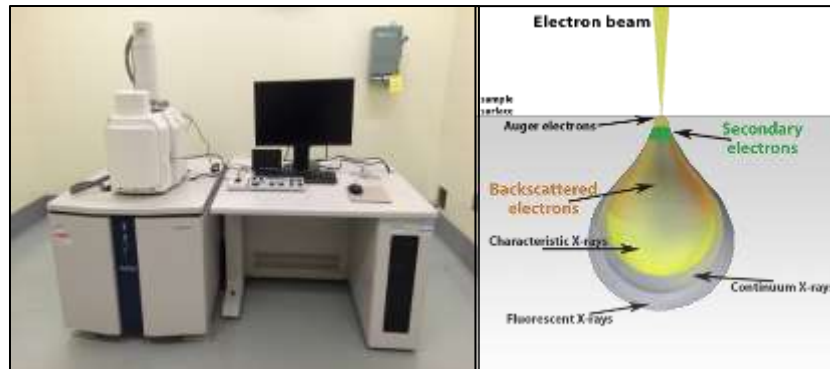 Electron beam
sample
surface
Auger electrons
Secondary
electrons
Backscattered
electrons
Characteristic X-rays
Continuum X-rays
Fluorescent X-rays